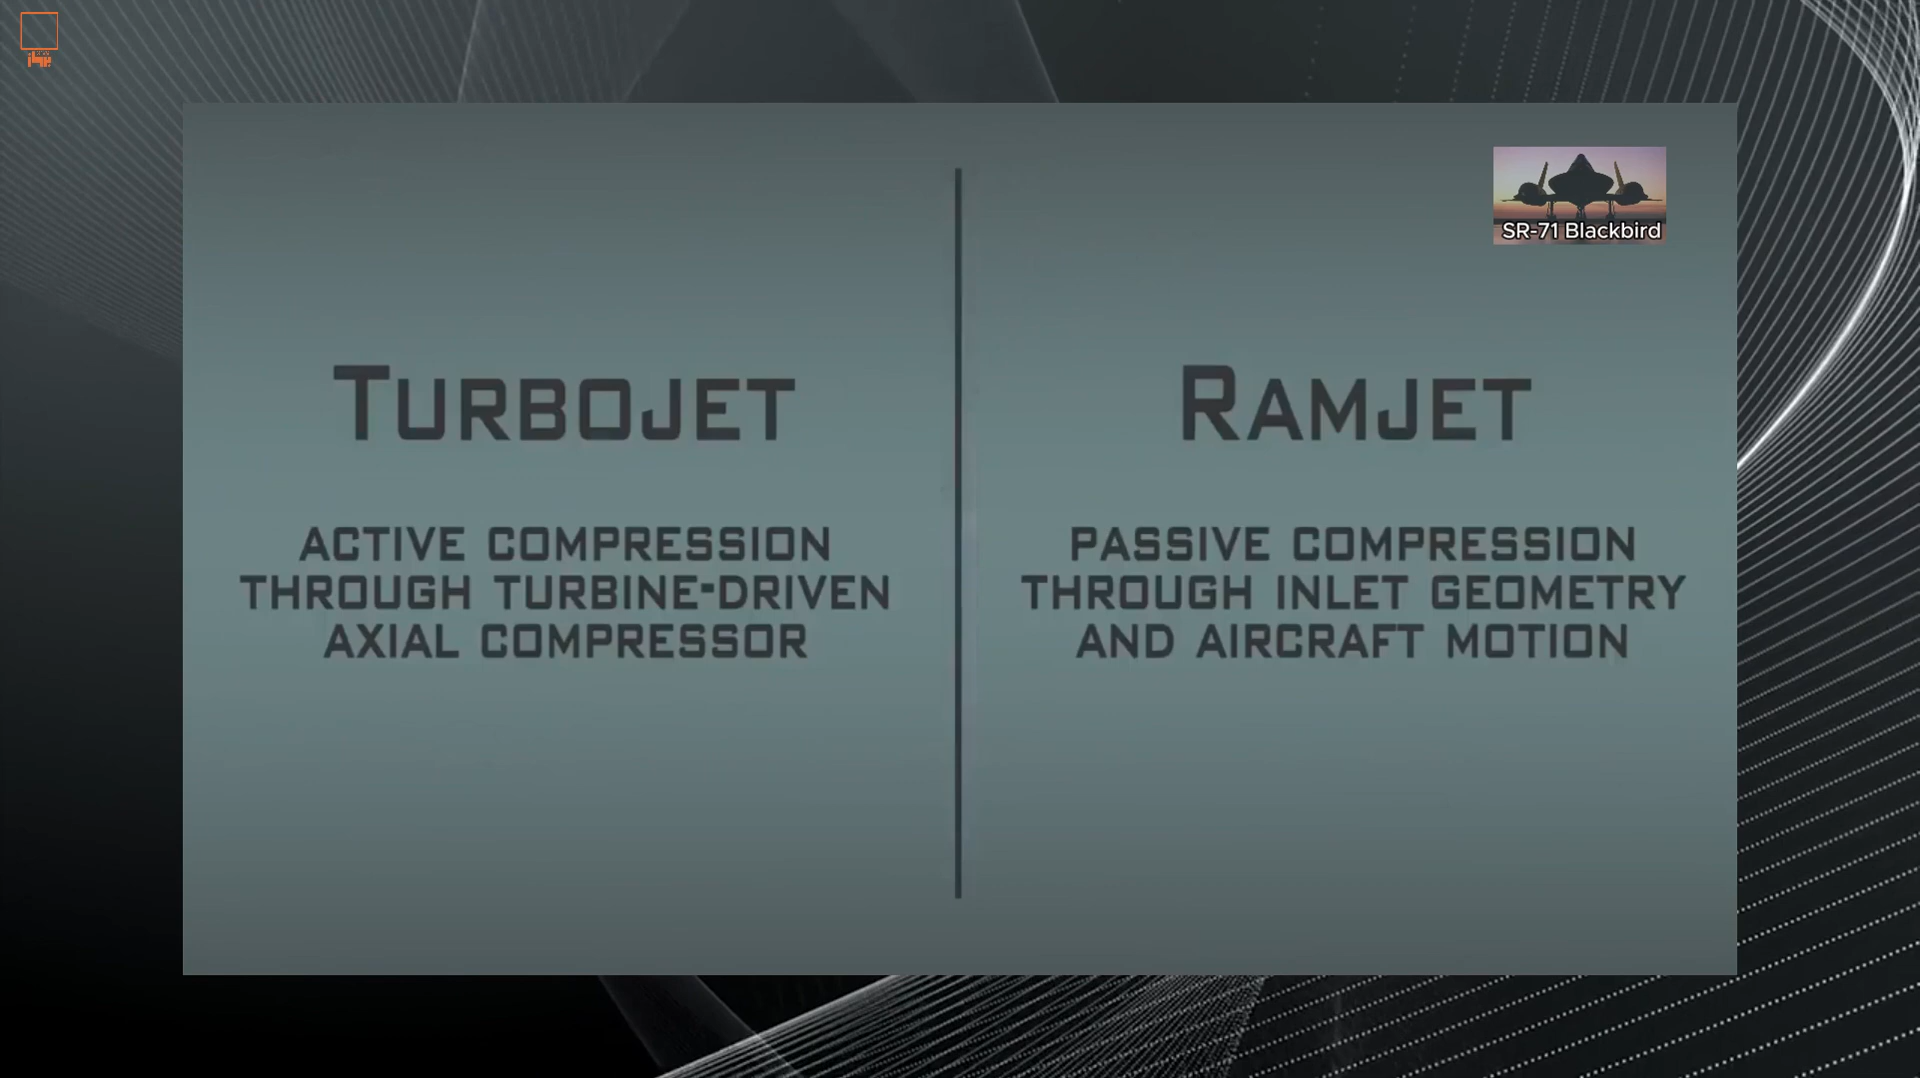 SR-71 Blackbird
TURBOJET
ACTIVE COMPRESSION
THROUGH TURBINE-DRIVEN
AXIAL COMPRESSOR
RAMJET
PASSIVE COMPRESSION
THROUGH INLET GEOMETRY
AND AIRCRAFT MOTION